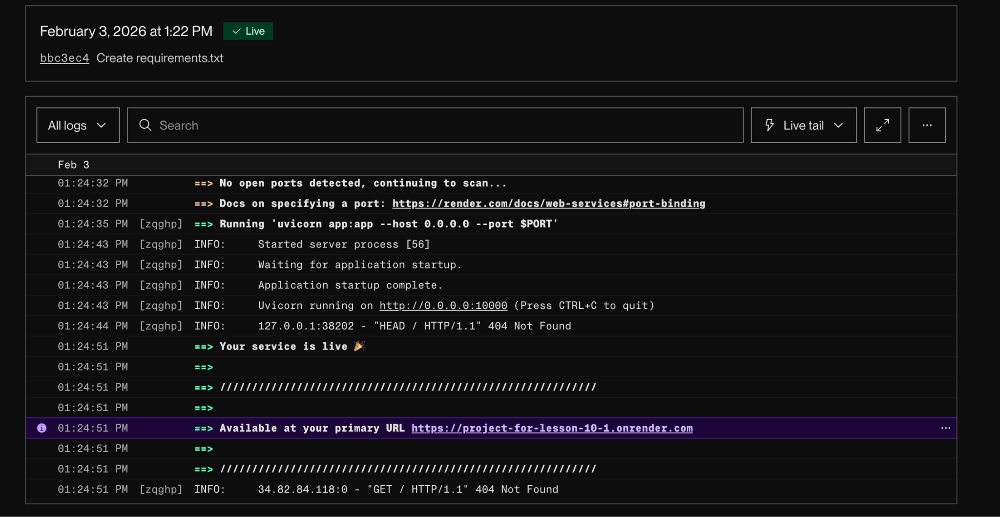 February 3, 2026 at 1:22 PM ✓ Live
bbc3ec4 Create requirements.txt
All logs Search Live tail ...
Feb 3
01:24:32 PM ==> No open ports detected, continuing to scan...
01:24:32 PM ==> Docs on specifying a port: https://render.com/docs/web-services#port-binding
01:24:35 PM [zqghp] ==> Running 'uvicorn app:app --host 0.0.0.0 --port $PORT'
01:24:43 PM [zqghp] INFO: Started server process [56]
01:24:43 PM [zqghp] INFO: Waiting for application startup.
01:24:43 PM [zqghp] INFO: Application startup complete.
01:24:43 PM [zqghp] INFO: Uvicorn running on http://0.0.0.0:10000 (Press CTRL+C to quit)
01:24:44 PM [zqghp] INFO: 127.0.0.1:38202 - "HEAD / HTTP/1.1" 404 Not Found
01:24:51 PM ==> Your service is live 🎉
01:24:51 PM ==>
01:24:51 PM ==> ///////////////////////////////////////////////////////////
01:24:51 PM ==>
01:24:51 PM ==> Available at your primary URL https://project-for-lesson-10-1.onrender.com ...
01:24:51 PM ==>
01:24:51 PM ==> ///////////////////////////////////////////////////////////
01:24:51 PM [zqghp] INFO: 34.82.84.118:0 - "GET / HTTP/1.1" 404 Not Found